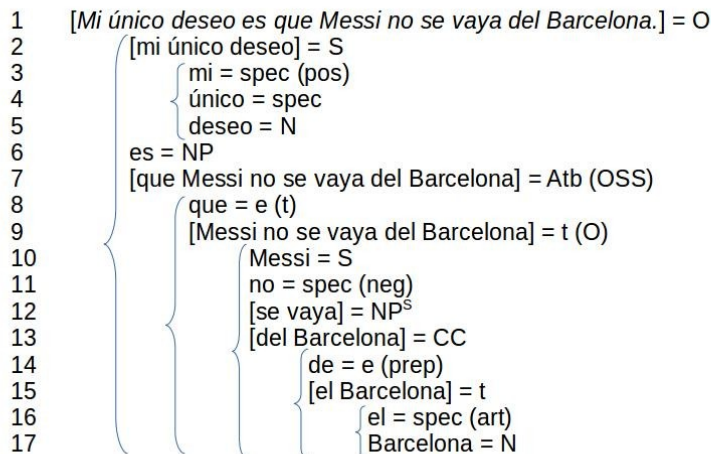 1 [Mi único deseo es que Messi no se vaya del Barcelona.] = O
2 [mi único deseo] = S
3 mi = spec (pos)
4 único = spec
5 deseo = N
6 es = NP
7 [que Messi no se vaya del Barcelona] = Atb (OSS)
8 que = e (t)
9 [Messi no se vaya del Barcelona] = t (O)
10 Messi = S
11 no = spec (neg)
12 [se vaya] = NPˢ
13 [del Barcelona] = CC
14 de = e (prep)
15 [el Barcelona] = t
16 el = spec (art)
17 Barcelona = N